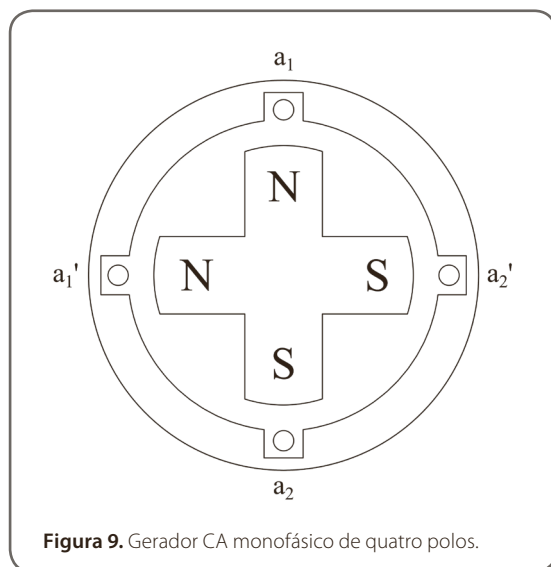 a₁
N
a₁' N S a₂'
S
a₂
Figura 9. Gerador CA monofásico de quatro polos.